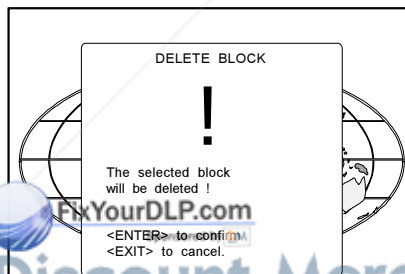 DELETE BLOCK
!
The selected block
will be deleted !
FixYourDLP.com
<ENTER> to confirm
<EXIT> to cancel.
Discount More